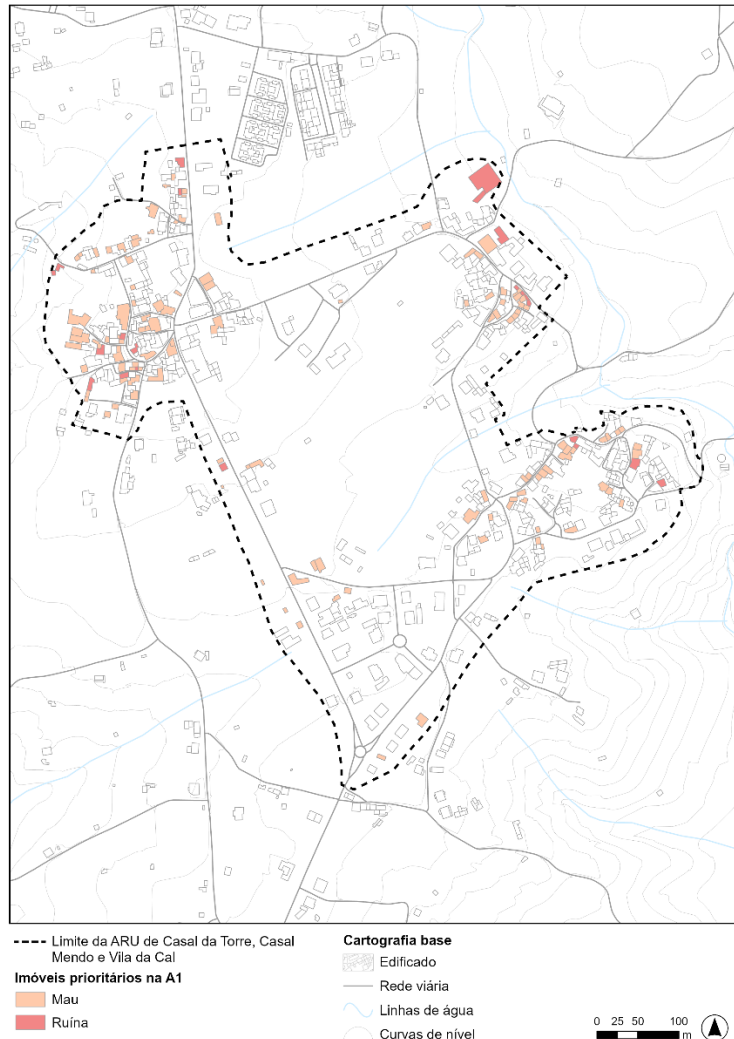 Limite da ARU de Casal da Torre, Casal
Mendo e Vila da Cal
Imóveis prioritários na A1
Mau
Ruína
Cartografia base
Edificado
Rede viária
Linhas de água
Curvas de nível
0 25 50 100
m